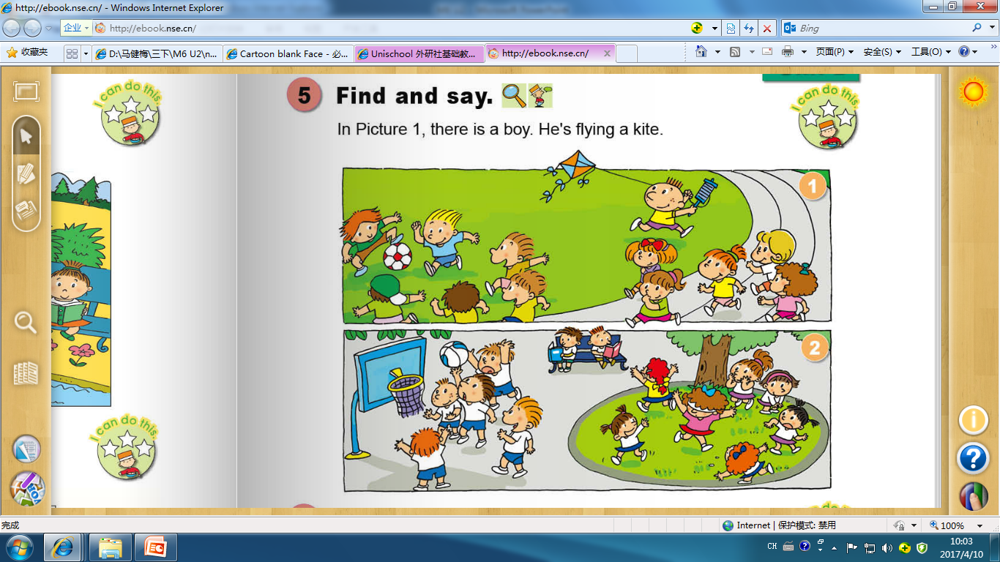 http://ebook.nse.cn/ - Windows Internet Explorer
企业 http://ebook.nse.cn/ Bing
收藏夹 D:\马健梅\三下\M6 U2\n... Cartoon blank Face - 必... Unischool 外研社基础教... http://ebook.nse.cn/ 页面(P) 安全(S) 工具(O)
I can do this.
5 Find and say.
I can do this.
In Picture 1, there is a boy. He's flying a kite.
1
2
I can do this.
完成 Internet | 保护模式: 禁用 100%
CH 10:03
2017/4/10